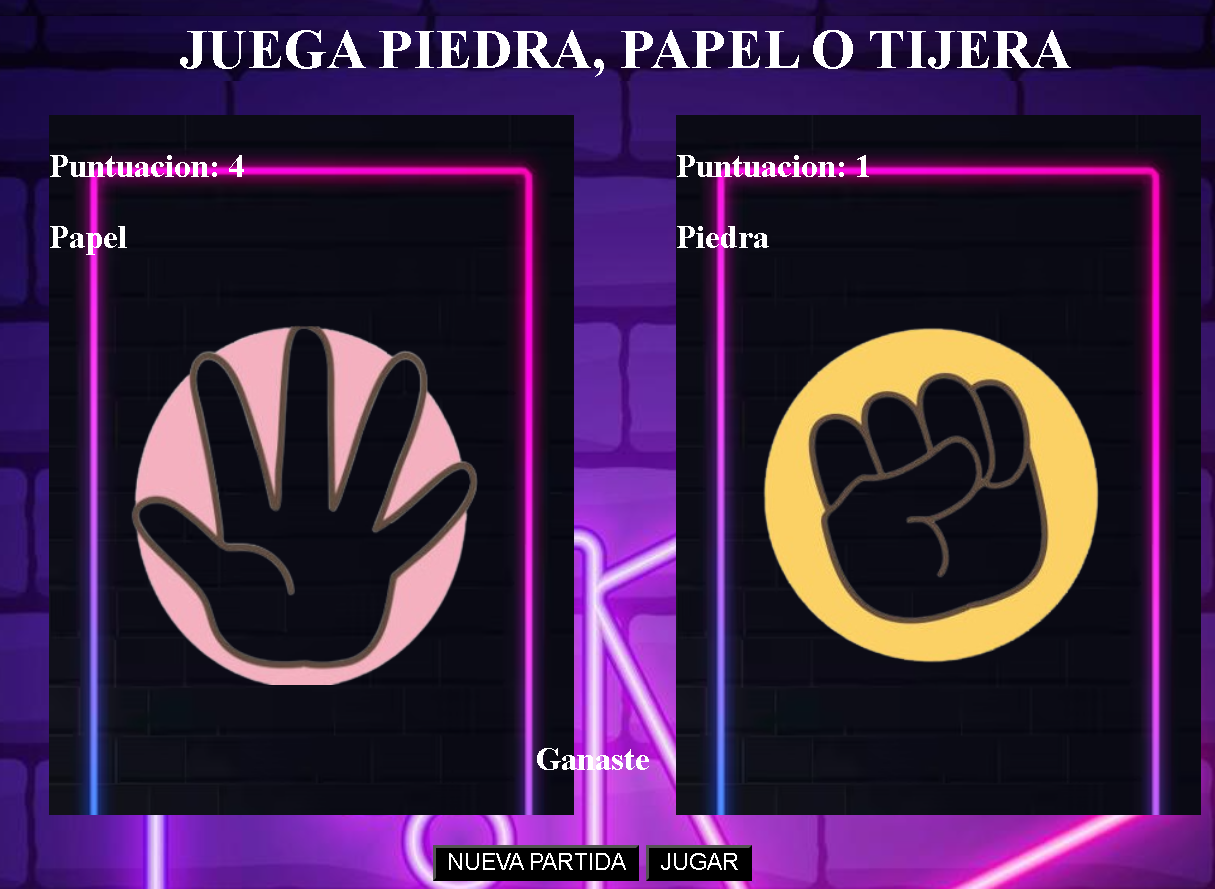 JUEGA PIEDRA, PAPEL O TIJERA
Puntuacion: 4
Papel
Puntuacion: 1
Piedra
Ganaste
NUEVA PARTIDA
JUGAR